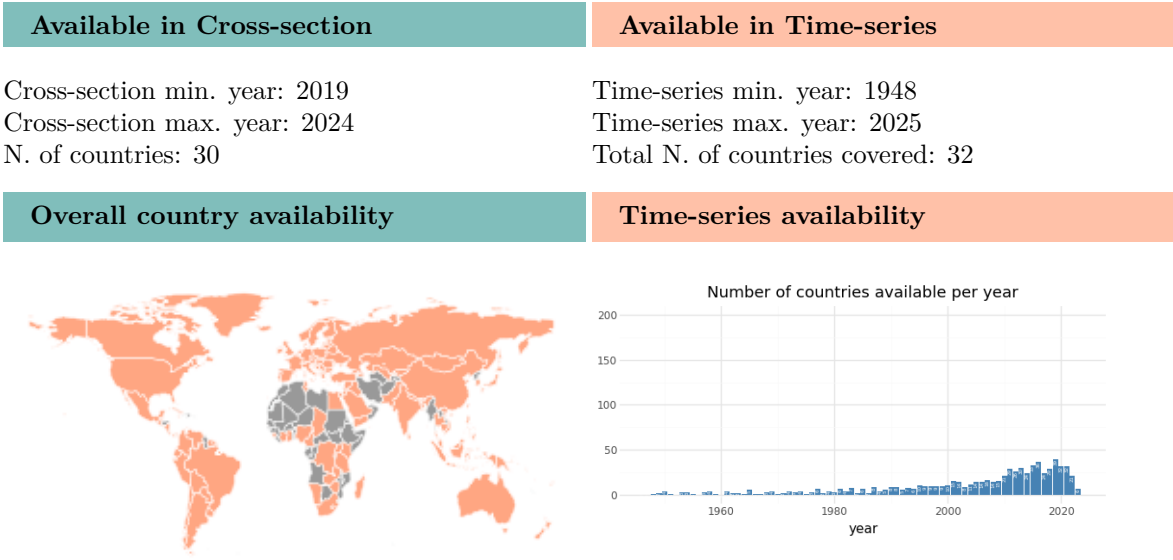 Available in Cross-section
Available in Time-series
Cross-section min. year: 2019
Cross-section max. year: 2024
N. of countries: 30
Time-series min. year: 1948
Time-series max. year: 2025
Total N. of countries covered: 32
Overall country availability
Time-series availability
Number of countries available per year
200
150
100
50
0
1960
1980
2000
2020
year